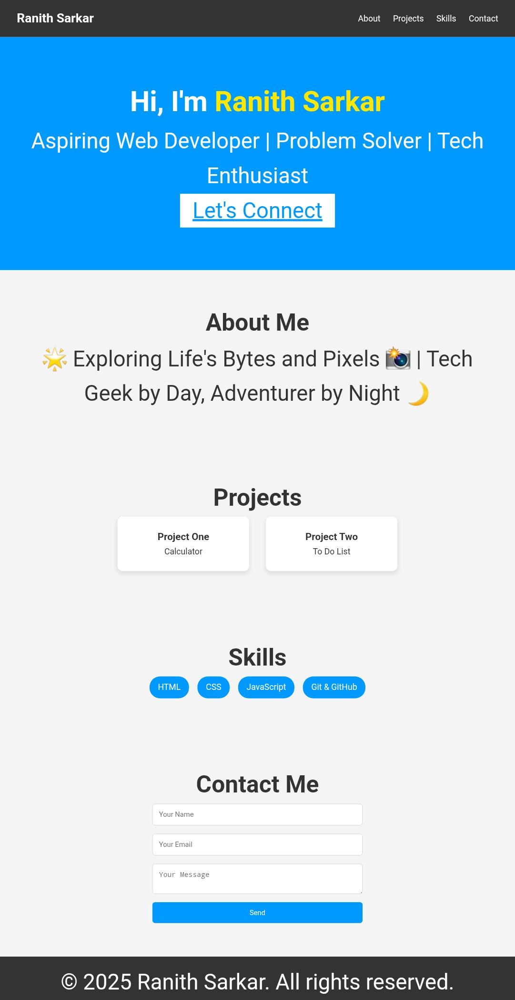 Ranith Sarkar
About Projects Skills Contact
Hi, I'm Ranith Sarkar
Aspiring Web Developer | Problem Solver | Tech
Enthusiast
Let's Connect
About Me
🌟 Exploring Life's Bytes and Pixels 📸 | Tech
Geek by Day, Adventurer by Night 🌙
Projects
Project One
Calculator
Project Two
To Do List
Skills
HTML CSS JavaScript Git & GitHub
Contact Me
Your Name
Your Email
Your Message
Send
© 2025 Ranith Sarkar. All rights reserved.